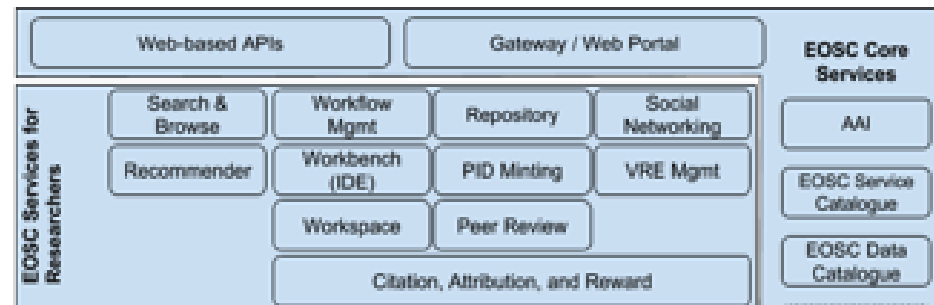 Web-based APIs
Gateway / Web Portal
EOSC Core
Services
EOSC Services for
Researchers
Search &
Browse
Workflow
Mgmt
Repository
Social
Networking
AAI
Recommender
Workbench
(IDE)
PID Minting
VRE Mgmt
EOSC Service
Catalogue
Workspace
Peer Review
EOSC Data
Catalogue
Citation, Attribution, and Reward